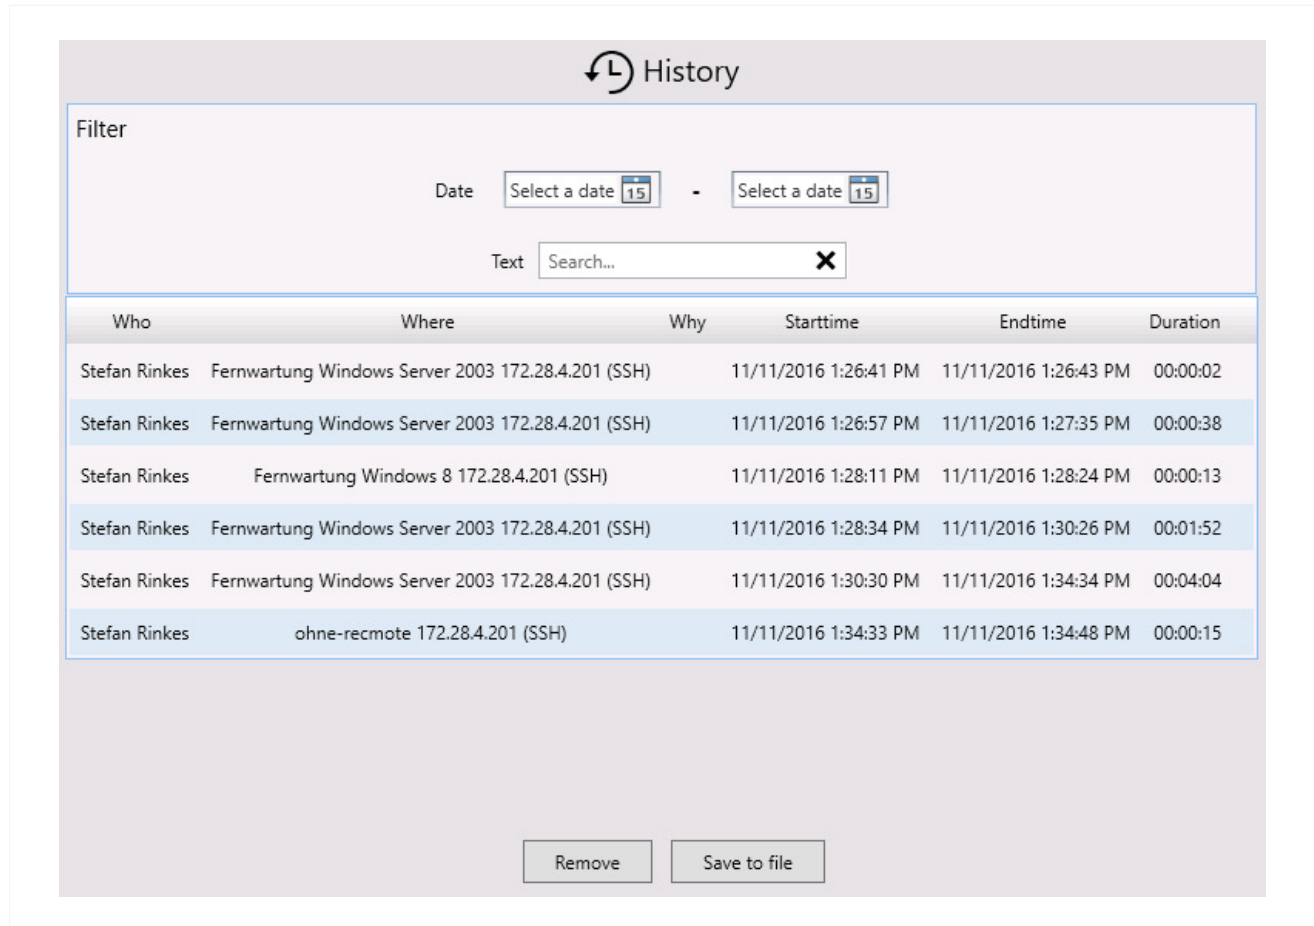 History
Filter
Date Select a date 15 - Select a date 15
Text Search...
Who Where Why Starttime Endtime Duration
Stefan Rinkes Fernwartung Windows Server 2003 172.28.4.201 (SSH) 11/11/2016 1:26:41 PM 11/11/2016 1:26:43 PM 00:00:02
Stefan Rinkes Fernwartung Windows Server 2003 172.28.4.201 (SSH) 11/11/2016 1:26:57 PM 11/11/2016 1:27:35 PM 00:00:38
Stefan Rinkes Fernwartung Windows 8 172.28.4.201 (SSH) 11/11/2016 1:28:11 PM 11/11/2016 1:28:24 PM 00:00:13
Stefan Rinkes Fernwartung Windows Server 2003 172.28.4.201 (SSH) 11/11/2016 1:28:34 PM 11/11/2016 1:30:26 PM 00:01:52
Stefan Rinkes Fernwartung Windows Server 2003 172.28.4.201 (SSH) 11/11/2016 1:30:30 PM 11/11/2016 1:34:34 PM 00:04:04
Stefan Rinkes ohne-recmote 172.28.4.201 (SSH) 11/11/2016 1:34:33 PM 11/11/2016 1:34:48 PM 00:00:15
Remove Save to file